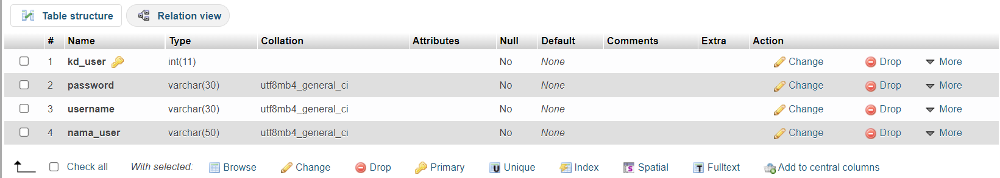 Table structure Relation view
# Name Type Collation Attributes Null Default Comments Extra Action
1 kd_user int(11) No None Change Drop More
2 password varchar(30) utf8mb4_general_ci No None Change Drop More
3 username varchar(30) utf8mb4_general_ci No None Change Drop More
4 nama_user varchar(50) utf8mb4_general_ci No None Change Drop More
Check all With selected: Browse Change Drop Primary U Unique Index S Spatial T Fulltext Add to central columns